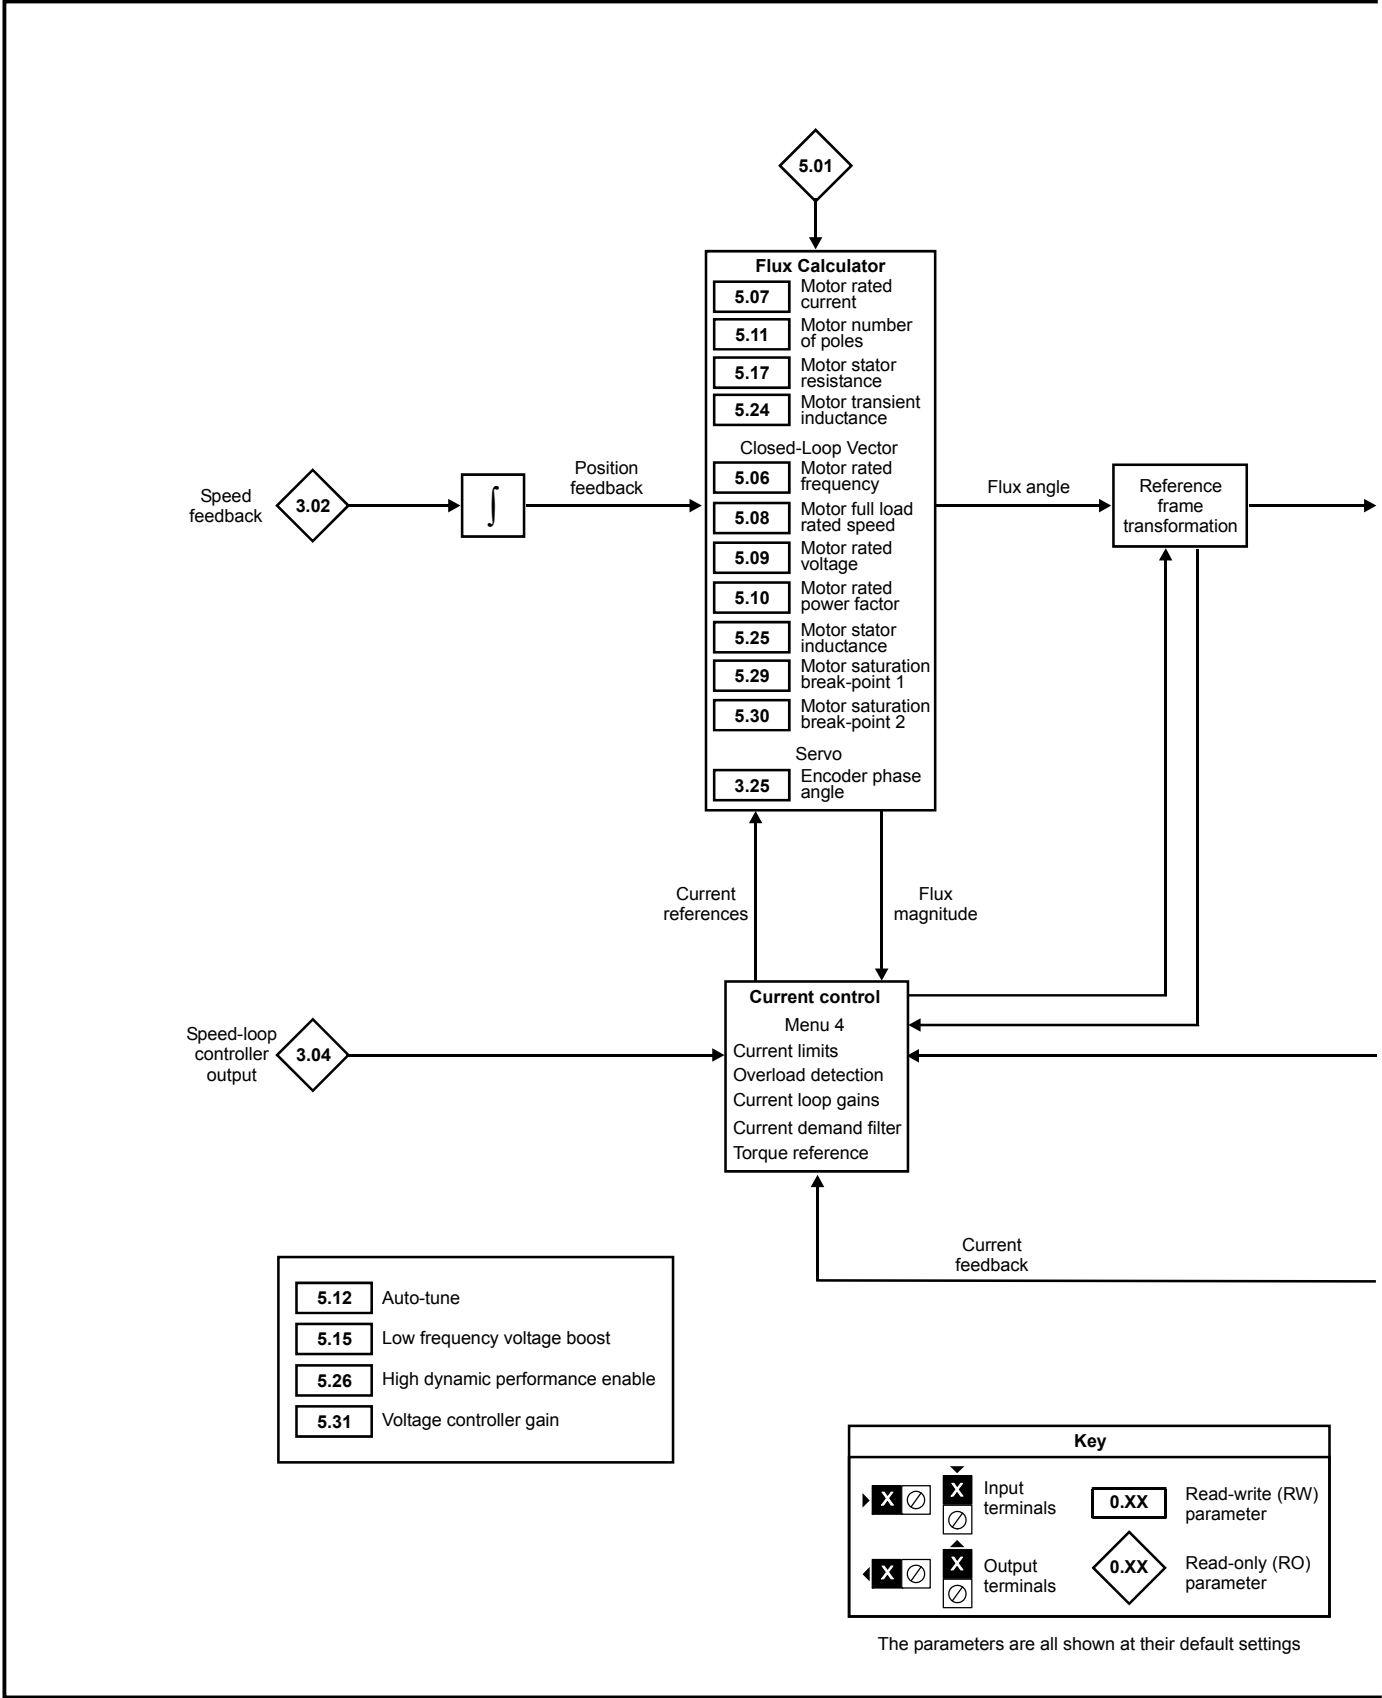 5.01
Flux Calculator
5.07 Motor rated
current
5.11 Motor number
of poles
5.17 Motor stator
resistance
5.24 Motor transient
inductance
Closed-Loop Vector
5.06 Motor rated
frequency
5.08 Motor full load
rated speed
5.09 Motor rated
voltage
5.10 Motor rated
power factor
5.25 Motor stator
inductance
5.29 Motor saturation
break-point 1
5.30 Motor saturation
break-point 2
Servo
3.25 Encoder phase
angle
Speed
feedback
3.02
∫
Position
feedback
Flux angle
Reference
frame
transformation
Current
references
Flux
magnitude
Speed-loop
controller
output
3.04
Current control
Menu 4
Current limits
Overload detection
Current loop gains
Current demand filter
Torque reference
Current
feedback
5.12 Auto-tune
5.15 Low frequency voltage boost
5.26 High dynamic performance enable
5.31 Voltage controller gain
Key
X X Input
terminals
0.XX Read-write (RW)
parameter
X X Output
terminals
0.XX Read-only (RO)
parameter
The parameters are all shown at their default settings